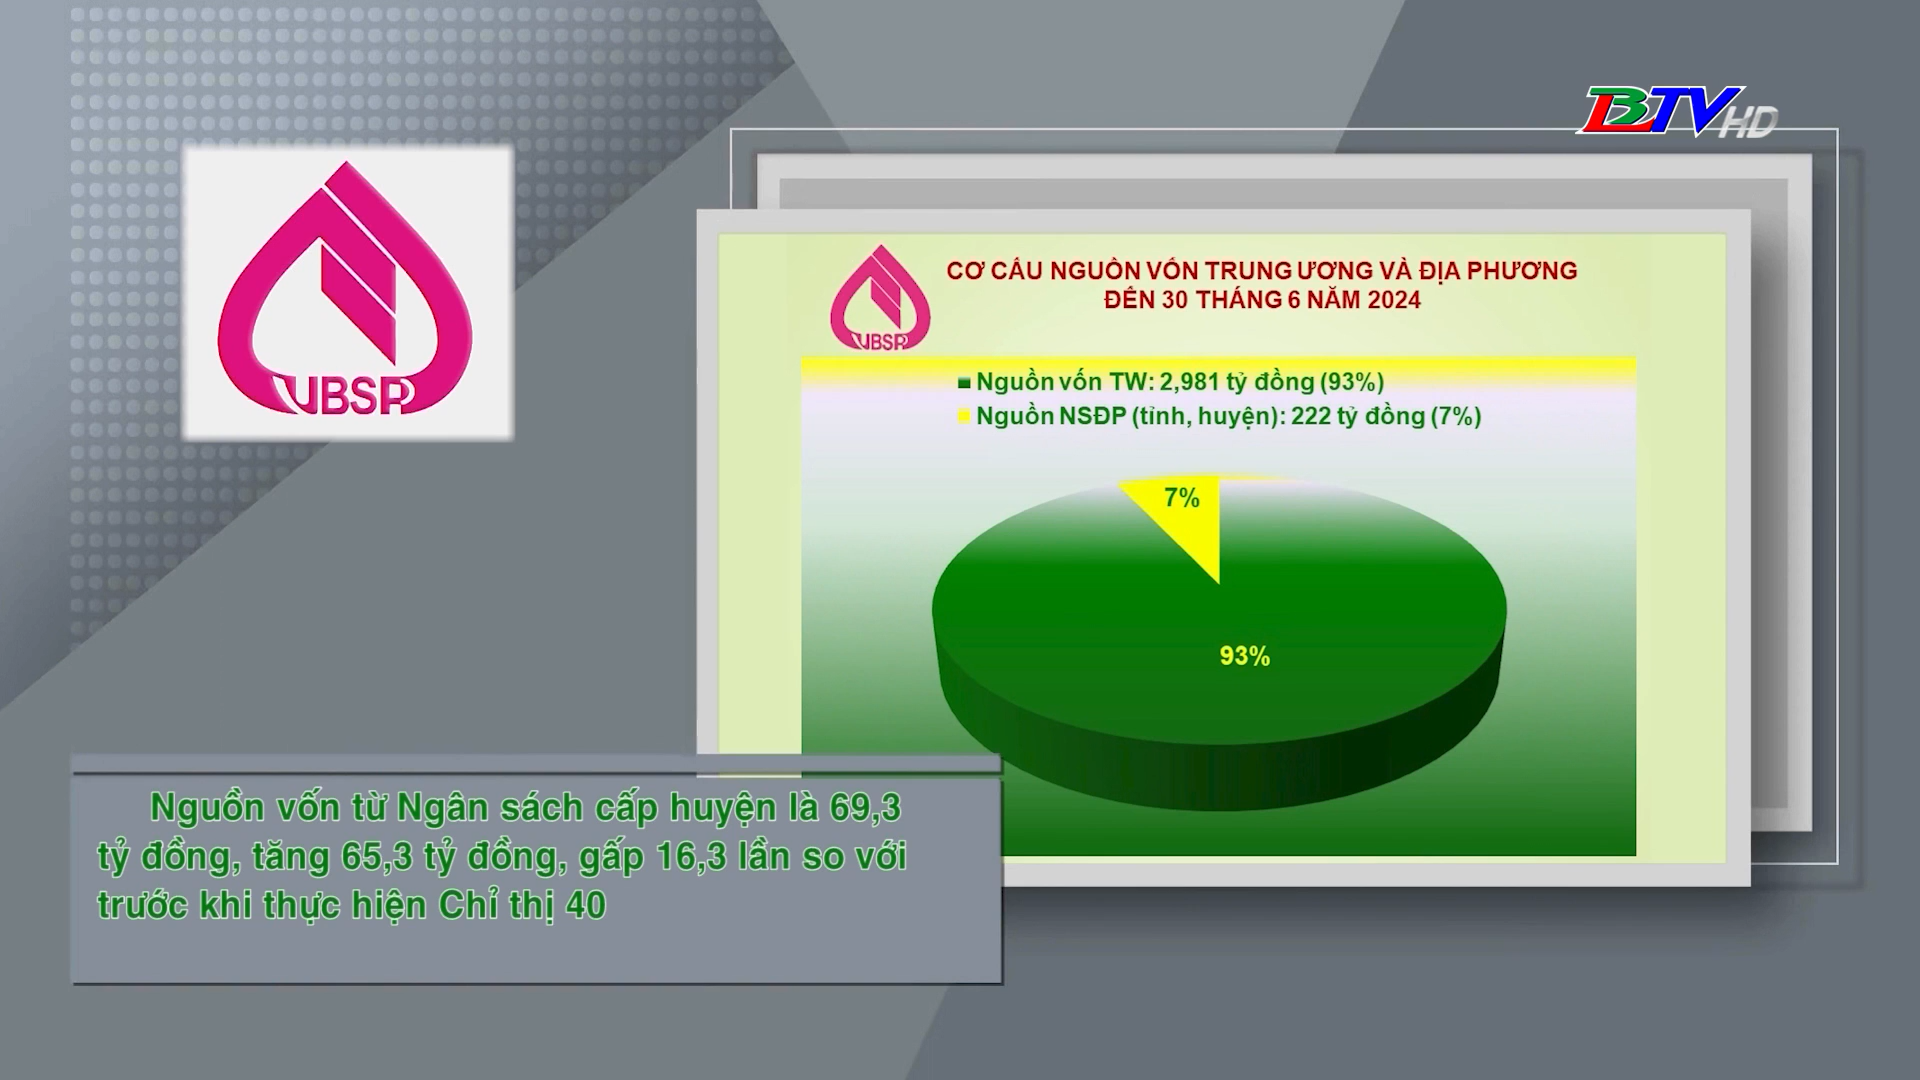 BTV HD
VBSP
CƠ CẤU NGUỒN VỐN TRUNG ƯƠNG VÀ ĐỊA PHƯƠNG
ĐẾN 30 THÁNG 6 NĂM 2024
VBSP
Nguồn vốn TW: 2,981 tỷ đồng (93%)
Nguồn NSĐP (tỉnh, huyện): 222 tỷ đồng (7%)
7%
93%
Nguồn vốn từ Ngân sách cấp huyện là 69,3
tỷ đồng, tăng 65,3 tỷ đồng, gấp 16,3 lần so với
trước khi thực hiện Chỉ thị 40